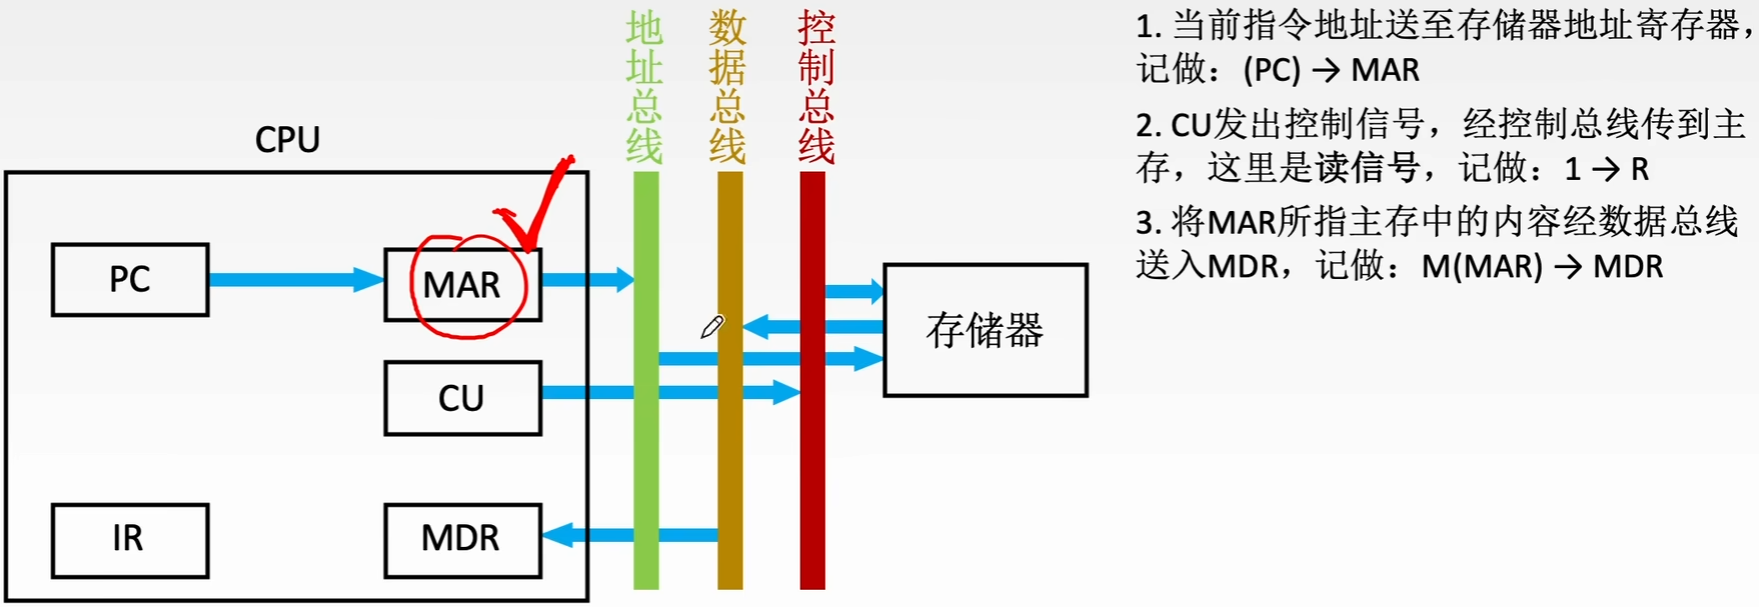 地址总线
数据总线
控制总线
CPU
PC
MAR
CU
IR
MDR
存储器
1. 当前指令地址送至存储器地址寄存器，
记做：(PC) → MAR
2. CU发出控制信号，经控制总线传到主
存，这里是读信号，记做：1 → R
3. 将MAR所指主存中的内容经数据总线
送入MDR，记做：M(MAR) → MDR